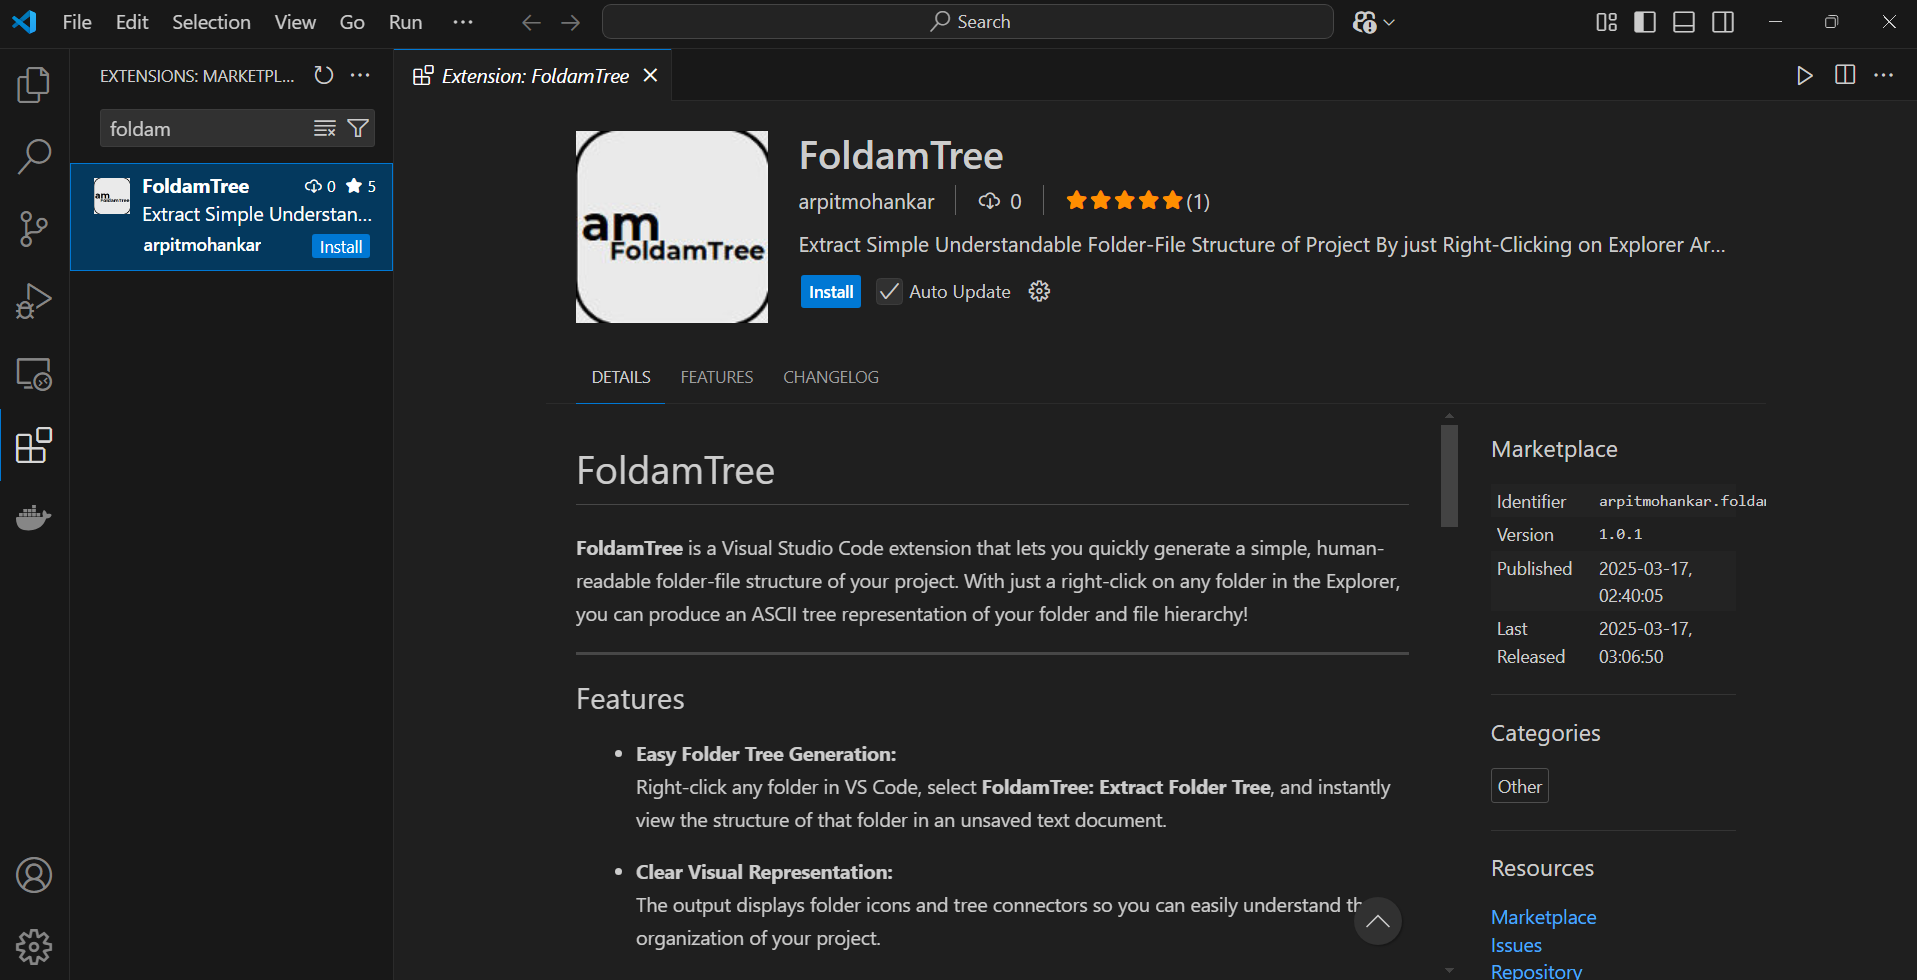 File Edit Selection View Go Run ···
Search
EXTENSIONS: MARKETPL...
foldam
FoldamTree 0 5
Extract Simple Understan...
arpitmohankar Install
am
FoldamTree
Extension: FoldamTree
am
FoldamTree
FoldamTree
arpitmohankar 0 (1)
Extract Simple Understandable Folder-File Structure of Project By just Right-Clicking on Explorer Ar...
Install Auto Update
DETAILS FEATURES CHANGELOG
FoldamTree
FoldamTree is a Visual Studio Code extension that lets you quickly generate a simple, human-
readable folder-file structure of your project. With just a right-click on any folder in the Explorer,
you can produce an ASCII tree representation of your folder and file hierarchy!
Features
• Easy Folder Tree Generation:
Right-click any folder in VS Code, select FoldamTree: Extract Folder Tree, and instantly
view the structure of that folder in an unsaved text document.
• Clear Visual Representation:
The output displays folder icons and tree connectors so you can easily understand th
organization of your project.
Marketplace
Identifier arpitmohankar.foldar
Version 1.0.1
Published 2025-03-17,
02:40:05
Last 2025-03-17,
Released 03:06:50
Categories
Other
Resources
Marketplace
Issues
Repository